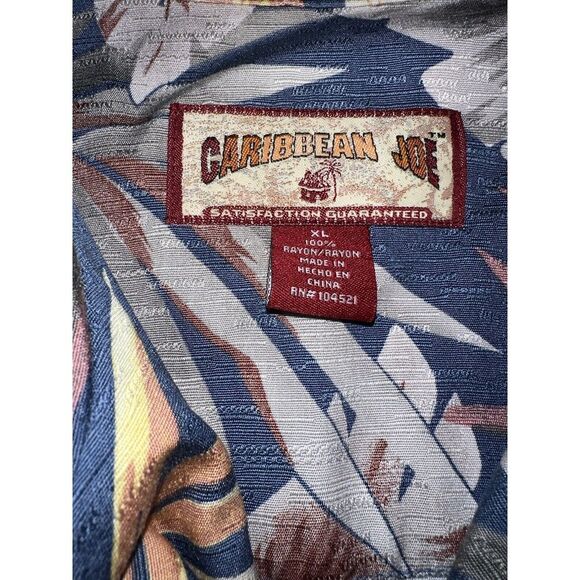 CARIBBEAN JOE™
SATISFACTION GUARANTEED
XL
100%
RAYON/RAYON
MADE IN
HECHO EN
CHINA
RN#104521